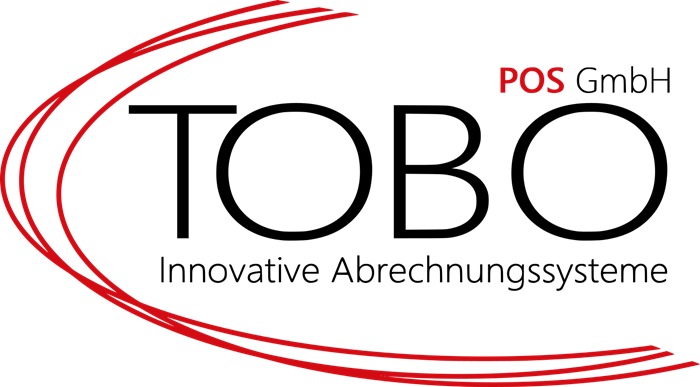 POS GmbH
TOBO
Innovative Abrechnungssysteme